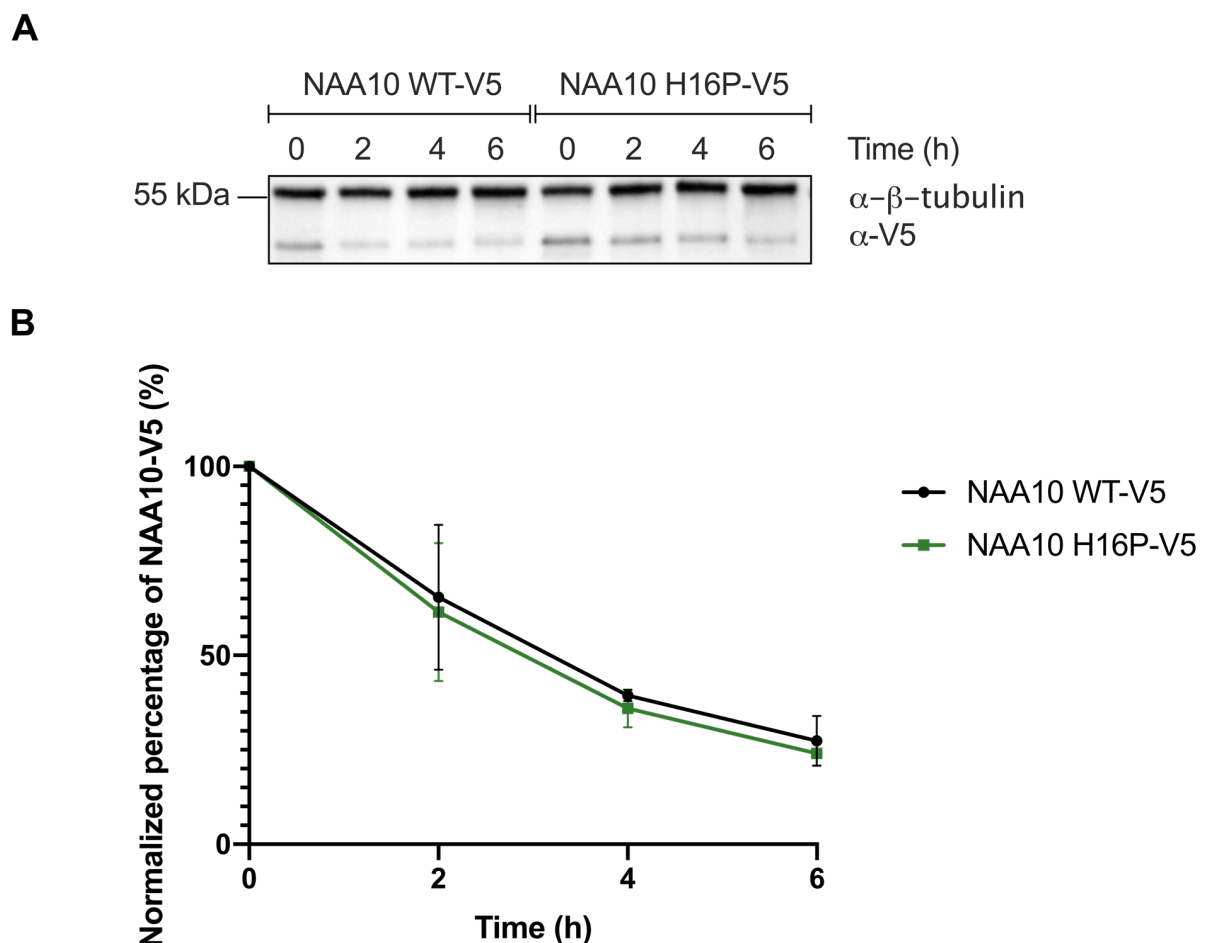 A
NAA10 WT-V5 NAA10 H16P-V5
0 2 4 6 0 2 4 6 Time (h)
55 kDa α–β–tubulin
α-V5
B
Normalized percentage of NAA10-V5 (%)
100
50
0
0 2 4 6
Time (h)
NAA10 WT-V5
NAA10 H16P-V5